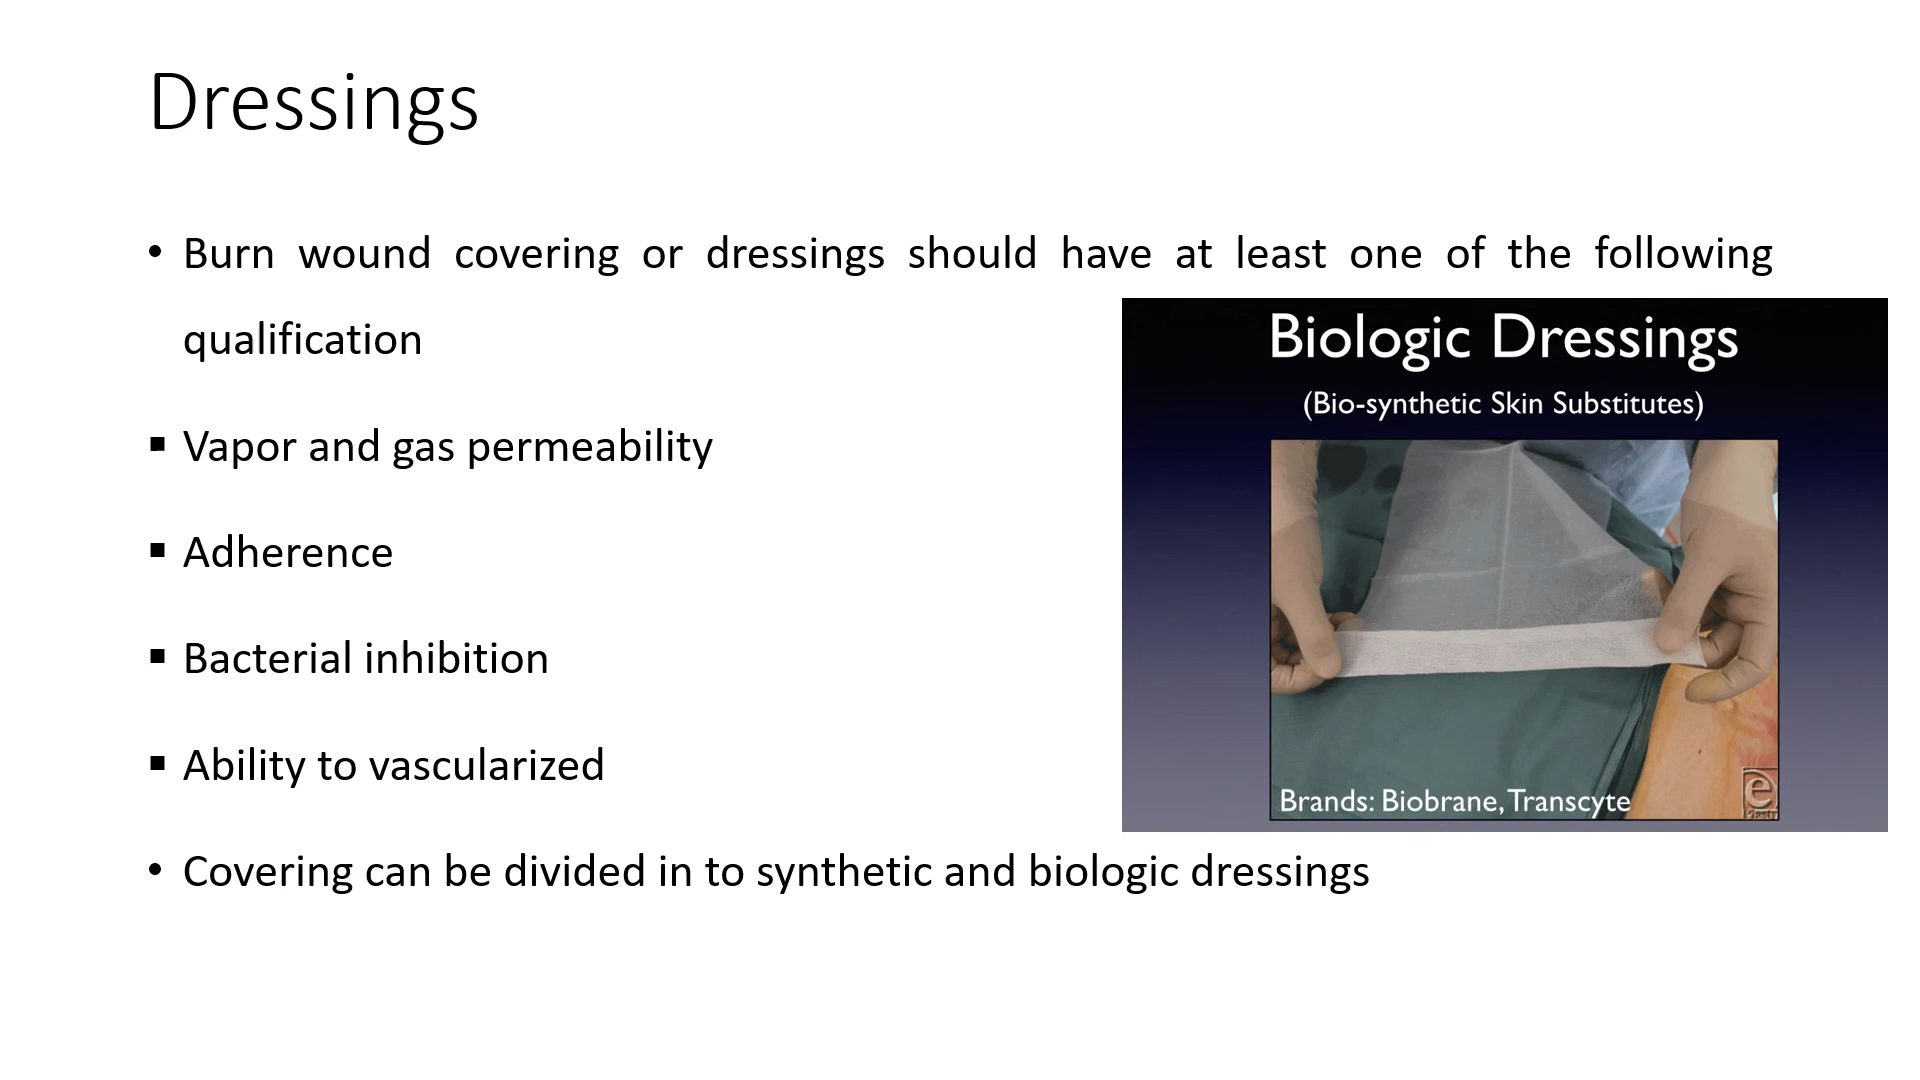 Dressings
• Burn wound covering or dressings should have at least one of the following
qualification
▪ Vapor and gas permeability
▪ Adherence
▪ Bacterial inhibition
▪ Ability to vascularized
• Covering can be divided in to synthetic and biologic dressings
Biologic Dressings
(Bio-synthetic Skin Substitutes)
Brands: Biobrane, Transcyte
e